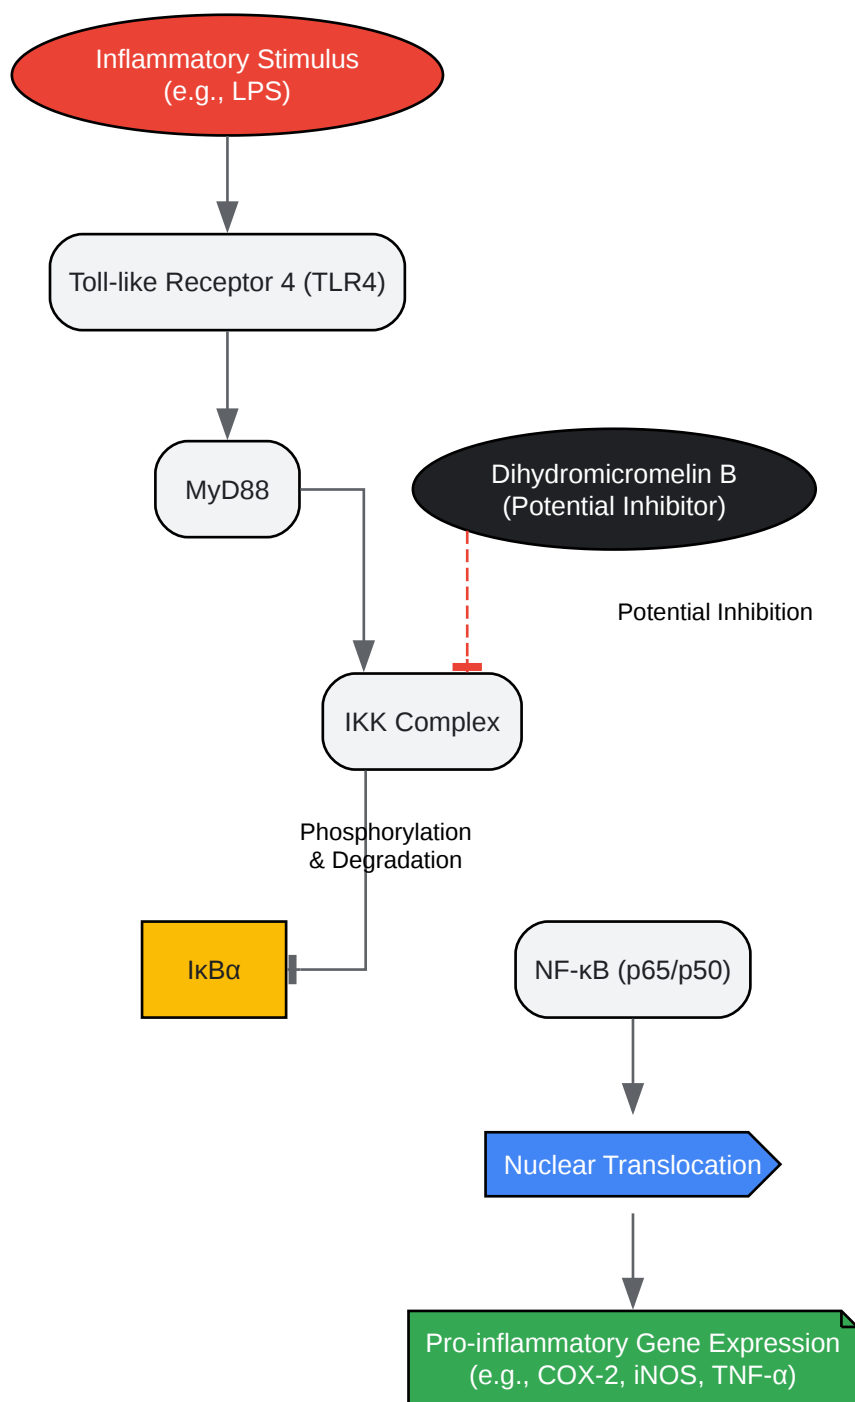 Inflammatory Stimulus
(e.g., LPS)
Toll-like Receptor 4 (TLR4)
MyD88
Dihydromicromelin B
(Potential Inhibitor)
Potential Inhibition
IKK Complex
Phosphorylation
& Degradation
IκBα
NF-κB (p65/p50)
Nuclear Translocation
Pro-inflammatory Gene Expression
(e.g., COX-2, iNOS, TNF-α)